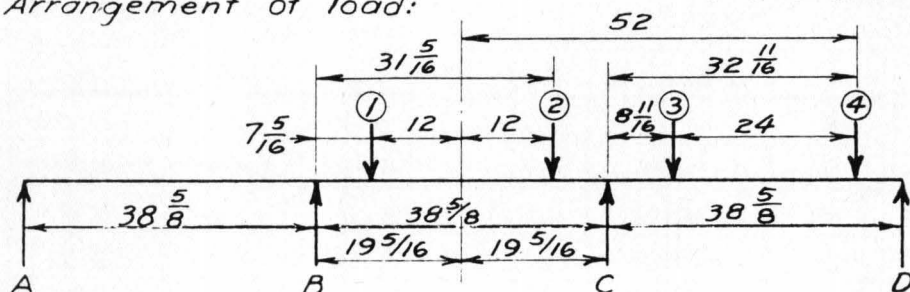 Arrangement of load:
52
31 5/16
32 11/16
① ② ③ ④
7 5/16 12 12 8 11/16 24
38 5/8 38 5/8 38 5/8
19 5/16 19 5/16
A B C D